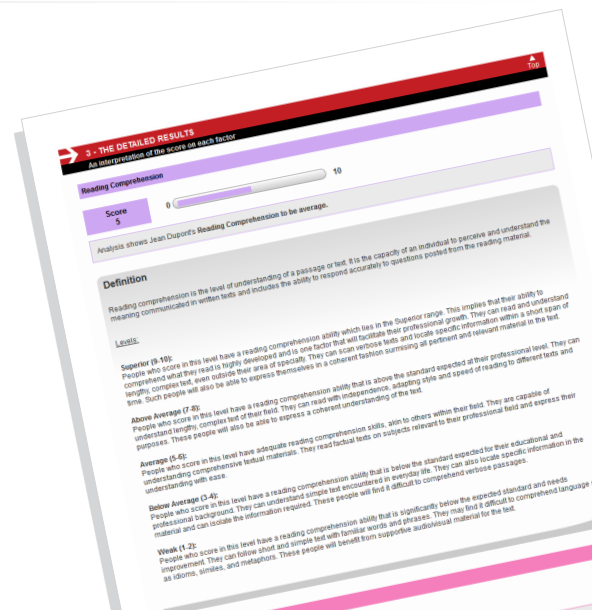 Top
3 - THE DETAILED RESULTS
An interpretation of the score on each factor
Reading Comprehension
Score
5
0
10
Analysis shows Jean Dupont's Reading Comprehension to be average.
Definition
Reading comprehension is the level of understanding of a passage or text. It is the capacity of an individual to perceive and understand the
meaning communicated in written texts and includes the ability to respond accurately to questions posted from the reading material.
Levels:
Superior (9-10):
People who score in this level have a reading comprehension ability which lies in the Superior range. This implies that their ability to
comprehend what they read is highly developed and is one factor that will facilitate their professional growth. They can read and understand
lengthy, complex text, even outside their area of specialty. They can scan verbose texts and locate specific information within a short span of
time. Such people will also be able to express themselves in a coherent fashion surmising all pertinent and relevant material in the text.
Above Average (7-8):
People who score in this level have a reading comprehension ability that is above the standard expected at their professional level. They can
understand lengthy, complex text of their field. They can read with independence, adapting style and speed of reading to different texts and
purposes. These people will also be able to express a coherent understanding of the text.
Average (5-6):
People who score in this level have adequate reading comprehension skills, akin to others within their field. They are capable of
understanding comprehensive textual materials. They read factual texts on subjects relevant to their professional field and express their
understanding with ease.
Below Average (3-4):
People who score in this level have a reading comprehension ability that is below the standard expected for their educational and
professional background. They can understand simple text encountered in everyday life. They can also locate specific information in the
material and can isolate the information required. These people will find it difficult to comprehend verbose passages.
Weak (1-2):
People who score in this level have a reading comprehension ability that is significantly below the expected standard and needs
improvement. They can follow short and simple text with familiar words and phrases. They may find it difficult to comprehend language
as idioms, similes, and metaphors. These people will benefit from supportive audio/visual material for the text.